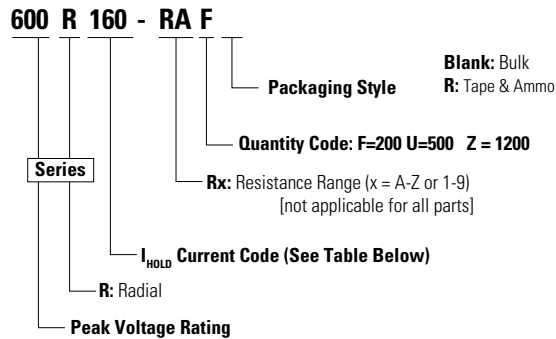 600 R 160 - RA F
Blank: Bulk
R: Tape & Ammo
Packaging Style
Quantity Code: F=200 U=500 Z = 1200
Series
Rx: Resistance Range (x = A-Z or 1-9)
[not applicable for all parts]
IHOLD Current Code (See Table Below)
R: Radial
Peak Voltage Rating